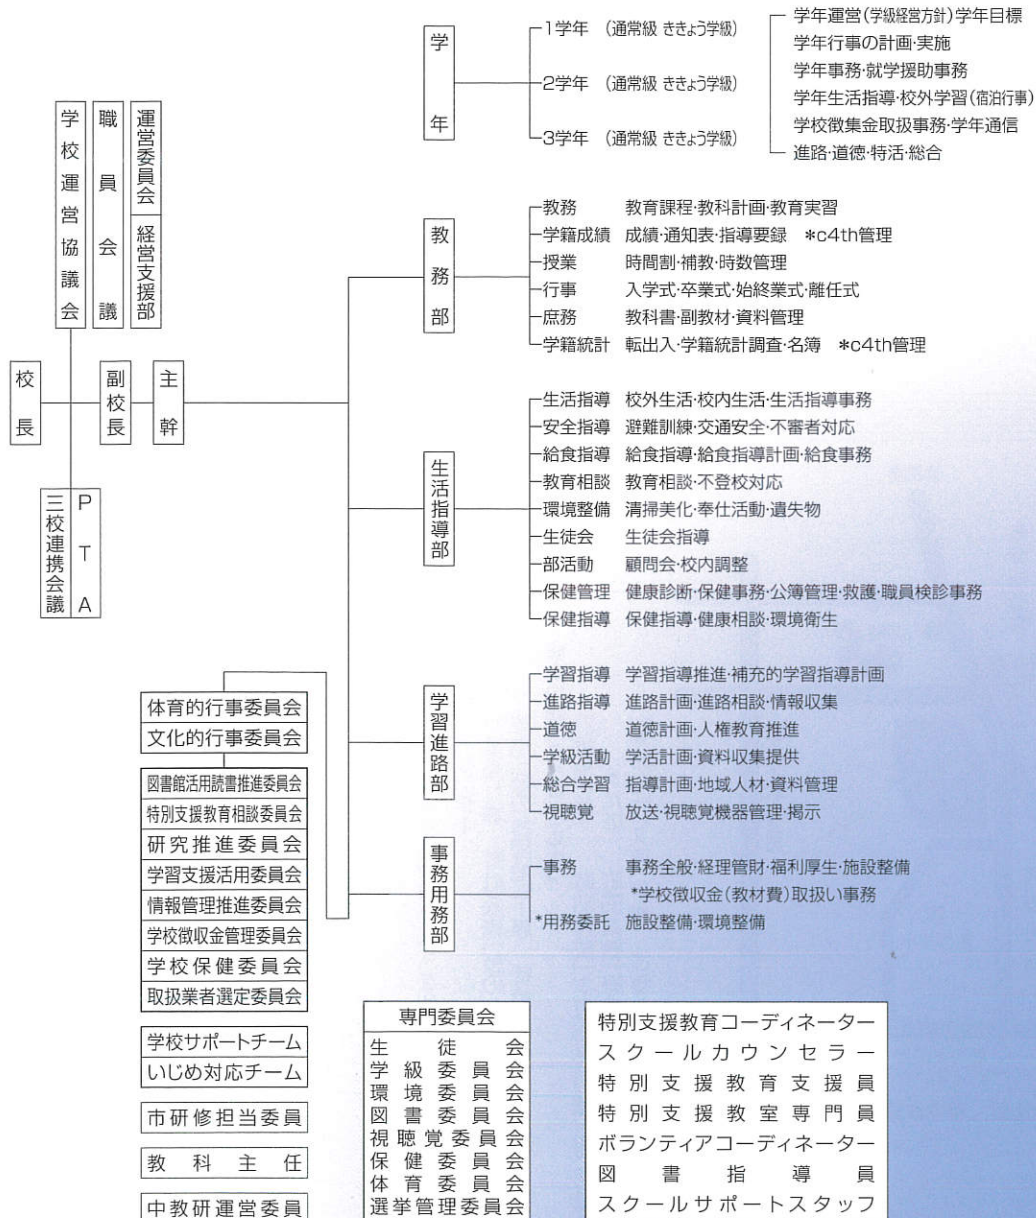 学年
1学年 (通常級 ききょう学級)
2学年 (通常級 ききょう学級)
3学年 (通常級 ききょう学級)
学年運営(学級経営方針)学年目標
学年行事の計画・実施
学年事務・就学援助事務
学年生活指導・校外学習(宿泊行事)
学校徴集金取扱事務・学年通信
進路・道徳・特活・総合
学校運営協議会
職員会議
運営委員会
経営支援部
校長
副校長
主幹
三校連携会議
PTA
教務部
教務 教育課程・教科計画・教育実習
学籍成績 成績・通知表・指導要録 *c4th管理
授業 時間割・補教・時数管理
行事 入学式・卒業式・始終業式・離任式
庶務 教科書・副教材・資料管理
学籍統計 転出入・学籍統計調査・名簿 *c4th管理
生活指導部
生活指導 校外生活・校内生活・生活指導事務
安全指導 避難訓練・交通安全・不審者対応
給食指導 給食指導・給食指導計画・給食事務
教育相談 教育相談・不登校対応
環境整備 清掃美化・奉仕活動・遺失物
生徒会 生徒会指導
部活動 顧問会・校内調整
保健管理 健康診断・保健事務・公簿管理・救護・職員検診事務
保健指導 保健指導・健康相談・環境衛生
学習進路部
学習指導 学習指導推進・補充的学習指導計画
進路指導 進路計画・進路相談・情報収集
道徳 道徳計画・人権教育推進
学級活動 学活計画・資料収集提供
総合学習 指導計画・地域人材・資料管理
視聴覚 放送・視聴覚機器管理・掲示
事務用務部
事務 事務全般・経理管財・福利厚生・施設整備
*学校徴収金(教材費)取扱い事務
*用務委託 施設整備・環境整備
体育的行事委員会
文化的行事委員会
図書館活用読書推進委員会
特別支援教育相談委員会
研究推進委員会
学習支援活用委員会
情報管理推進委員会
学校徴収金管理委員会
学校保健委員会
取扱業者選定委員会
学校サポートチーム
いじめ対応チーム
市研修担当委員
教科主任
中教研運営委員
専門委員会
生徒会
学級委員会
環境委員会
図書委員会
視聴覚委員会
保健委員会
体育委員会
選挙管理委員会
特別支援教育コーディネーター
スクールカウンセラー
特別支援教育支援員
特別支援教室専門員
ボランティアコーディネーター
図書指導員
スクールサポートスタッフ